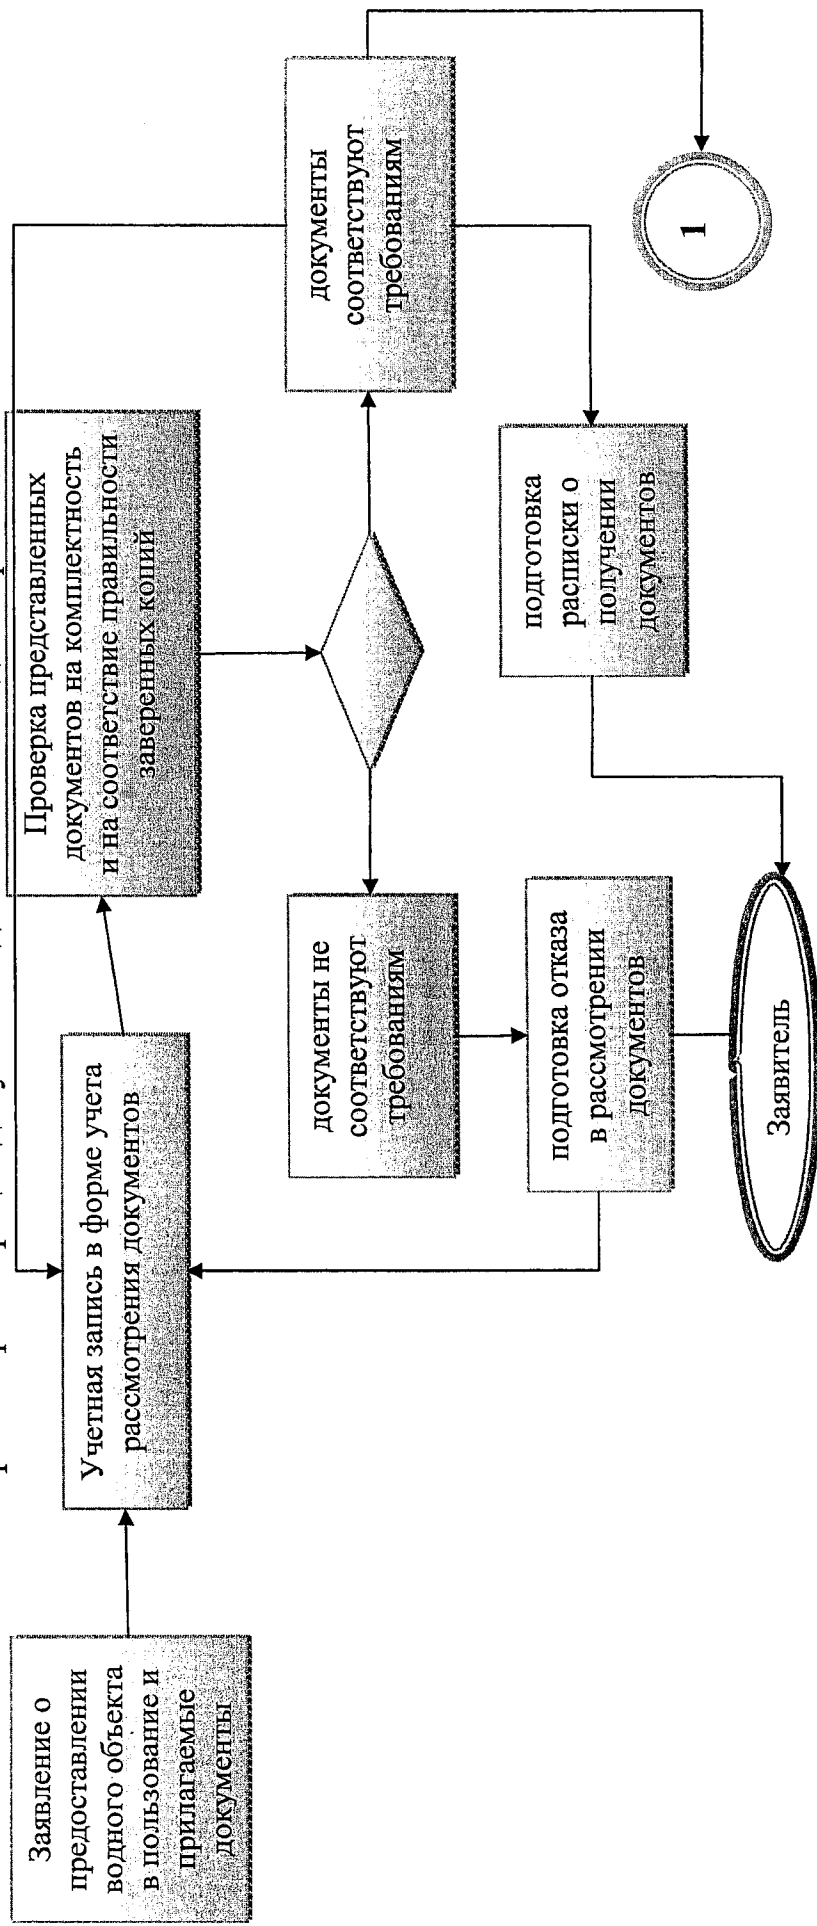 Заявление о
предоставлении
водного объекта
в пользование и
прилагаемые
документы
Учетная запись в форме учета
рассмотрения документов
Проверка представленных
документов на комплектность
и на соответствие правильности
заверенных копий
документы не
соответствуют
требованиям
документы
соответствуют
требованиям
подготовка отказа
в рассмотрении
документов
подготовка
расписки о
получении
документов
Заявитель
1